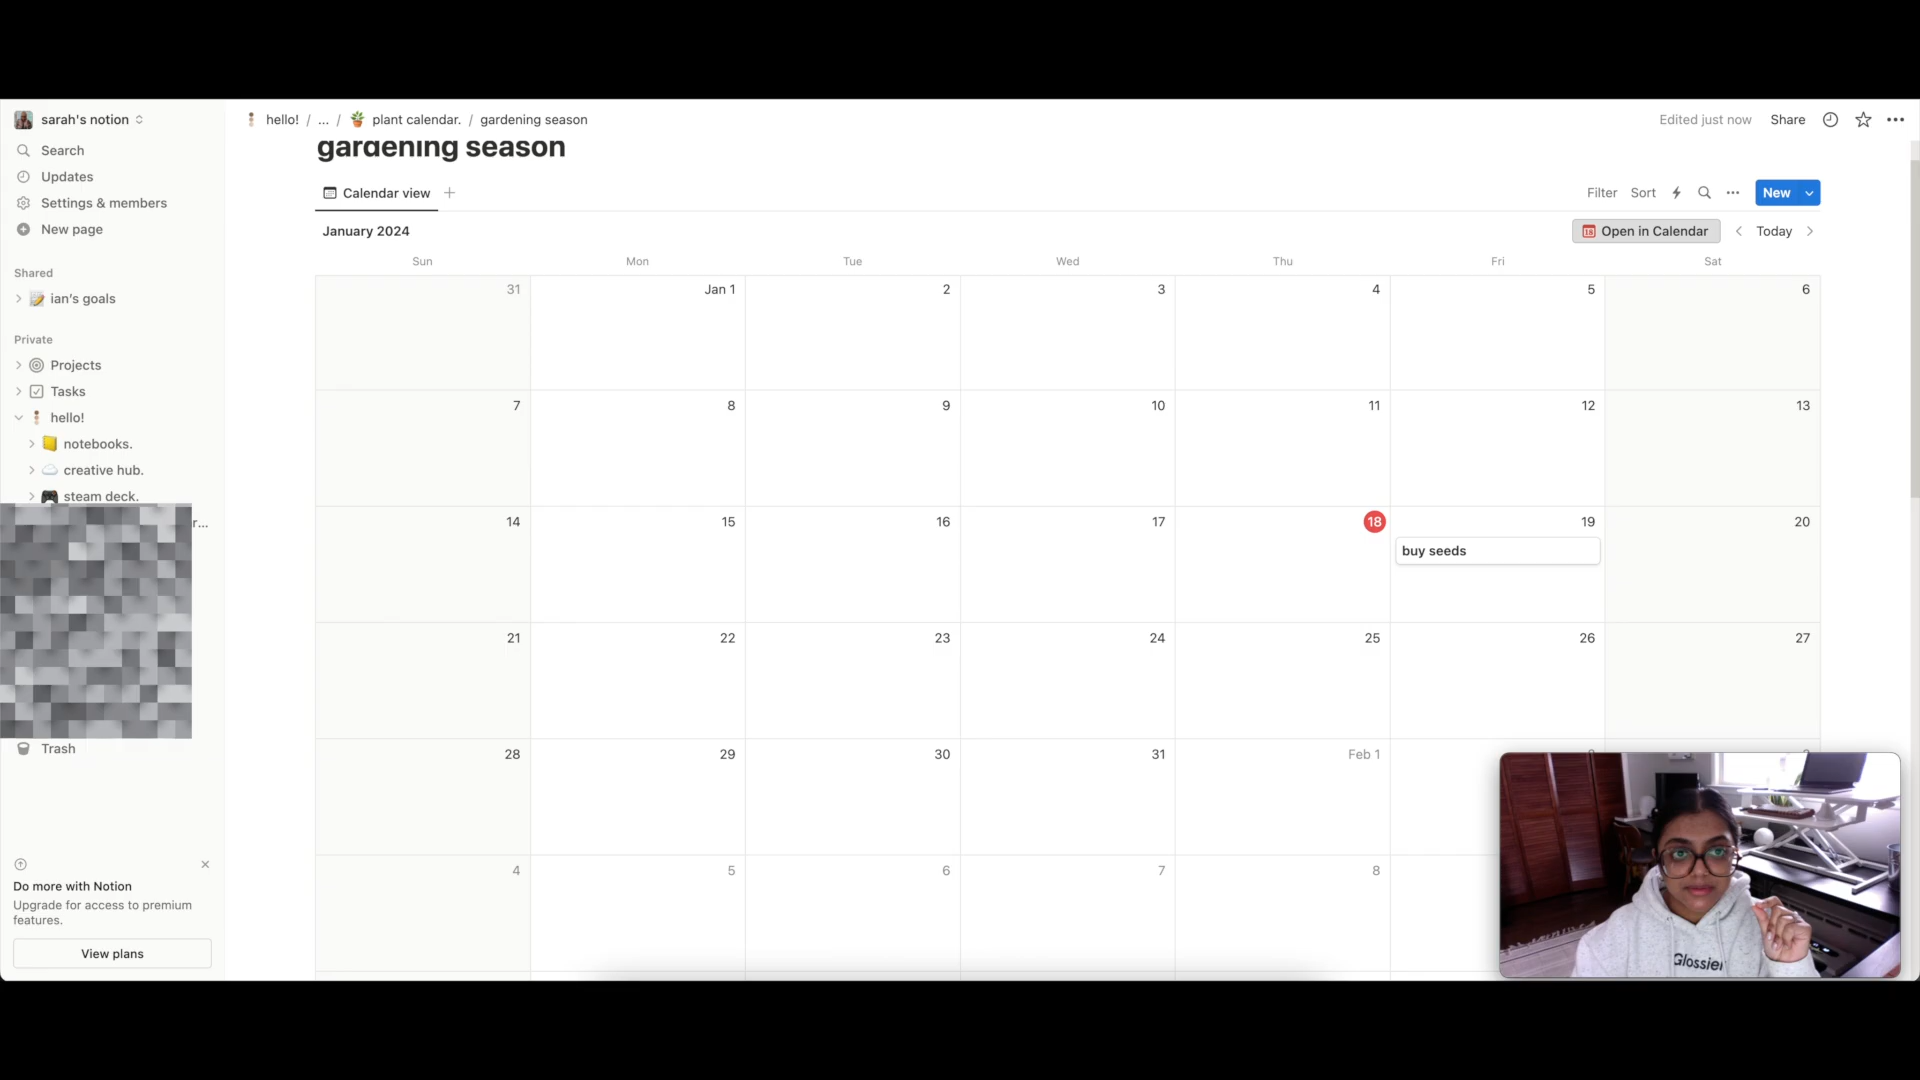 sarah's notion
Search
Updates
Settings & members
New page
Shared
ian's goals
Private
Projects
Tasks
hello!
notebooks.
creative hub.
steam deck.
r...
Trash
Do more with Notion
Upgrade for access to premium
features.
View plans
hello! / ... / plant calendar. / gardening season
Edited just now Share
gardening season
Calendar view
Filter Sort New
January 2024
18 Open in Calendar Today
Sun Mon Tue Wed Thu Fri Sat
31 Jan 1 2 3 4 5 6
7 8 9 10 11 12 13
14 15 16 17 18 19 20
buy seeds
21 22 23 24 25 26 27
28 29 30 31 Feb 1
4 5 6 7 8
Glossier